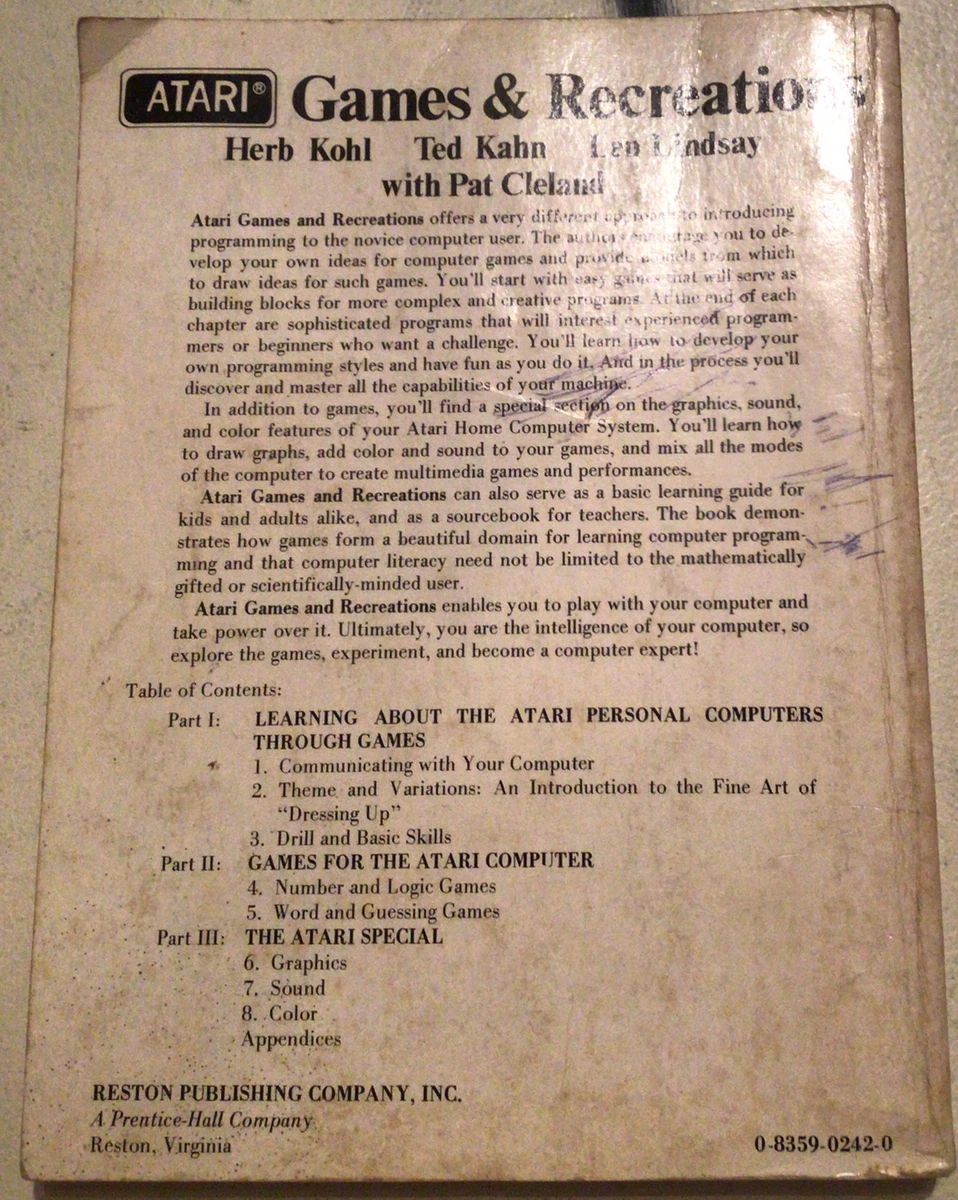 ATARI® Games & Recreations
Herb Kohl Ted Kahn Len Lindsay
with Pat Cleland
Atari Games and Recreations offers a very different approach to introducing
programming to the novice computer user. The authors encourage you to de-
velop your own ideas for computer games and provide models from which
to draw ideas for such games. You'll start with easy games that will serve as
building blocks for more complex and creative programs. At the end of each
chapter are sophisticated programs that will interest experienced program-
mers or beginners who want a challenge. You'll learn how to develop your
own programming styles and have fun as you do it. And in the process you'll
discover and master all the capabilities of your machine.
In addition to games, you'll find a special section on the graphics, sound,
and color features of your Atari Home Computer System. You'll learn how
to draw graphs, add color and sound to your games, and mix all the modes
of the computer to create multimedia games and performances.
Atari Games and Recreations can also serve as a basic learning guide for
kids and adults alike, and as a sourcebook for teachers. The book demon-
strates how games form a beautiful domain for learning computer program-
ming and that computer literacy need not be limited to the mathematically
gifted or scientifically-minded user.
Atari Games and Recreations enables you to play with your computer and
take power over it. Ultimately, you are the intelligence of your computer, so
explore the games, experiment, and become a computer expert!
Table of Contents:
Part I: LEARNING ABOUT THE ATARI PERSONAL COMPUTERS
THROUGH GAMES
1. Communicating with Your Computer
2. Theme and Variations: An Introduction to the Fine Art of
"Dressing Up"
3. Drill and Basic Skills
Part II: GAMES FOR THE ATARI COMPUTER
4. Number and Logic Games
5. Word and Guessing Games
Part III: THE ATARI SPECIAL
6. Graphics
7. Sound
8. Color
Appendices
RESTON PUBLISHING COMPANY, INC.
A Prentice-Hall Company
Reston, Virginia 0-8359-0242-0